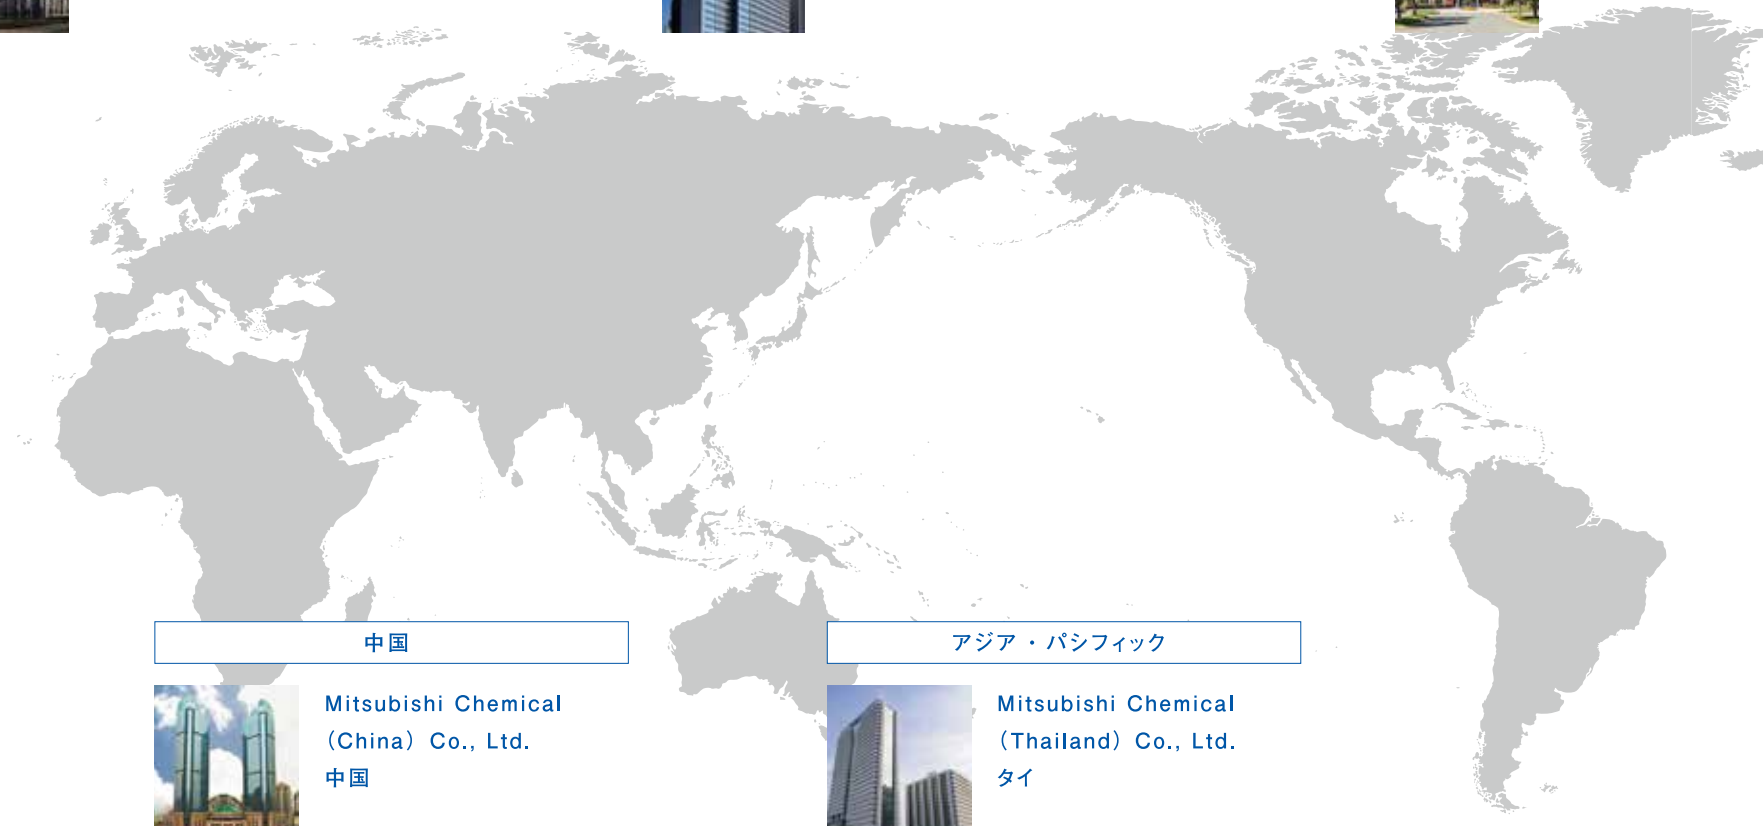 中国
Mitsubishi Chemical
（China）Co., Ltd.
中国
アジア・パシフィック
Mitsubishi Chemical
（Thailand）Co., Ltd.
タイ